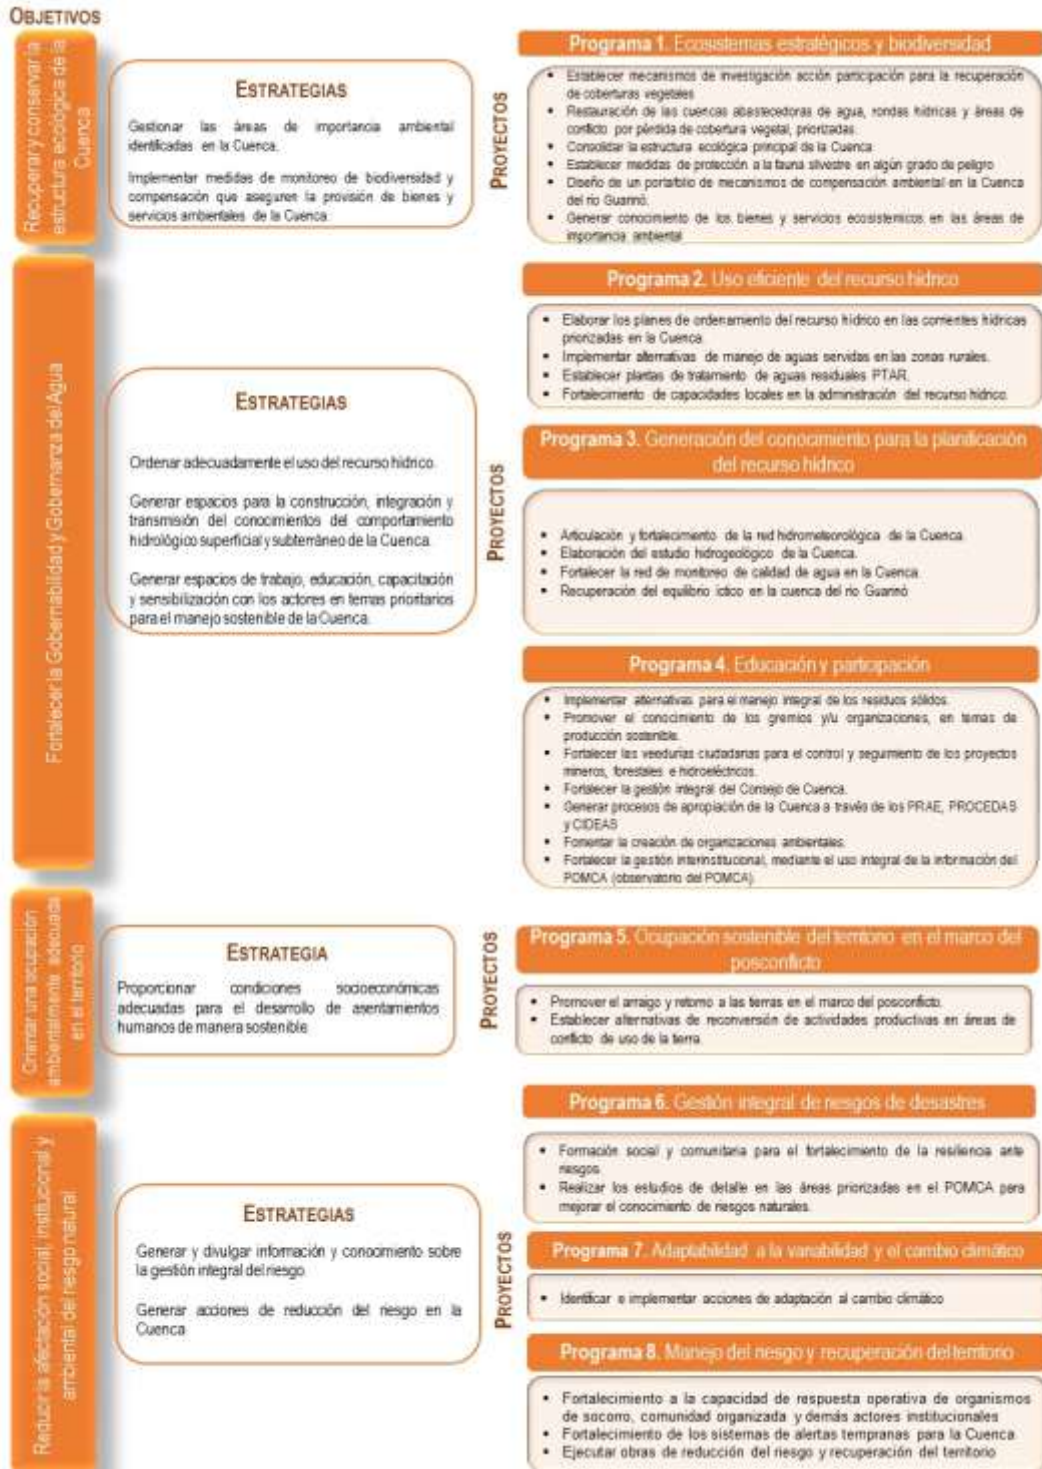 OBJETIVOS
Recuperar y conservar la
estructura ecológica de la
Cuenca
ESTRATEGIAS
Gestionar las áreas de importancia ambiental
identificadas en la Cuenca.
Implementar medidas de monitoreo de biodiversidad y
compensación que aseguren la provisión de bienes y
servicios ambientales de la Cuenca
PROYECTOS
Programa 1. Ecosistemas estratégicos y biodiversidad
• Establecer mecanismos de investigación acción participación para la recuperación
de coberturas vegetales
• Restauración de las cuencas abastecedoras de agua, rondas hídricas y áreas de
conflicto por pérdida de cobertura vegetal, priorizadas.
• Consolidar la estructura ecológica principal de la Cuenca
• Establecer medidas de protección a la fauna silvestre en algún grado de peligro
• Diseño de un portafolio de mecanismos de compensación ambiental en la Cuenca
del río Guarinó.
• Generar conocimiento de los bienes y servicios ecosistemicos en las áreas de
importancia ambiental
Fortalecer la Gobernabilidad y Gobernanza del Agua
ESTRATEGIAS
Ordenar adecuadamente el uso del recurso hídrico.
Generar espacios para la construcción, integración y
transmisión del conocimientos del comportamiento
hidrológico superficial y subterráneo de la Cuenca.
Generar espacios de trabajo, educación, capacitación
y sensibilización con los actores en temas prioritarios
para el manejo sostenible de la Cuenca.
PROYECTOS
Programa 2. Uso eficiente del recurso hídrico
• Elaborar los planes de ordenamiento del recurso hídrico en las corrientes hídricas
priorizadas en la Cuenca.
• Implementar alternativas de manejo de aguas servidas en las zonas rurales.
• Establecer plantas de tratamiento de aguas residuales PTAR.
• Fortalecimiento de capacidades locales en la administración del recurso hídrico.
Programa 3. Generación del conocimiento para la planificación
del recurso hídrico
• Articulación y fortalecimiento de la red hidrometeorológica de la Cuenca.
• Elaboración del estudio hidrogeológico de la Cuenca.
• Fortalecer la red de monitoreo de calidad de agua en la Cuenca
• Recuperación del equilibrio íctico en la cuenca del río Guarinó
Programa 4. Educación y participación
• Implementar alternativas para el manejo integral de los residuos sólidos.
• Promover el conocimiento de los gremios y/u organizaciones, en temas de
producción sostenible.
• Fortalecer las veedurías ciudadanas para el control y seguimiento de los proyectos
mineros, forestales e hidroeléctricos.
• Fortalecer la gestión integral del Consejo de Cuenca.
• Generar procesos de apropiación de la Cuenca a través de los PRAE, PROCEDAS
y CIDEAS
• Fomentar la creación de organizaciones ambientales.
• Fortalecer la gestión interinstitucional, mediante el uso integral de la información del
POMCA (observatorio del POMCA)
Orientar una ocupación
ambientalmente adecuada
en el territorio
ESTRATEGIA
Proporcionar condiciones socioeconómicas
adecuadas para el desarrollo de asentamientos
humanos de manera sostenible
PROYECTOS
Programa 5. Ocupación sostenible del territorio en el marco del
posconflicto
• Promover el arraigo y retorno a las tierras en el marco del posconflicto.
• Establecer alternativas de reconversión de actividades productivas en áreas de
conflicto de uso de la tierra.
Reducir la afectación social, institucional y
ambiental del riesgo natural
ESTRATEGIAS
Generar y divulgar información y conocimiento sobre
la gestión integral del riesgo
Generar acciones de reducción del riesgo en la
Cuenca
PROYECTOS
Programa 6. Gestión integral de riesgos de desastres
• Formación social y comunitaria para el fortalecimiento de la resiliencia ante
riesgos
• Realizar los estudios de detalle en las áreas priorizadas en el POMCA para
mejorar el conocimiento de riesgos naturales.
Programa 7. Adaptabilidad a la variabilidad y el cambio climático
• Identificar e implementar acciones de adaptación al cambio climático
Programa 8. Manejo del riesgo y recuperación del territorio
• Fortalecimiento a la capacidad de respuesta operativa de organismos
de socorro, comunidad organizada y demás actores institucionales
• Fortalecimiento de los sistemas de alertas tempranas para la Cuenca
• Ejecutar obras de reducción del riesgo y recuperación del territorio